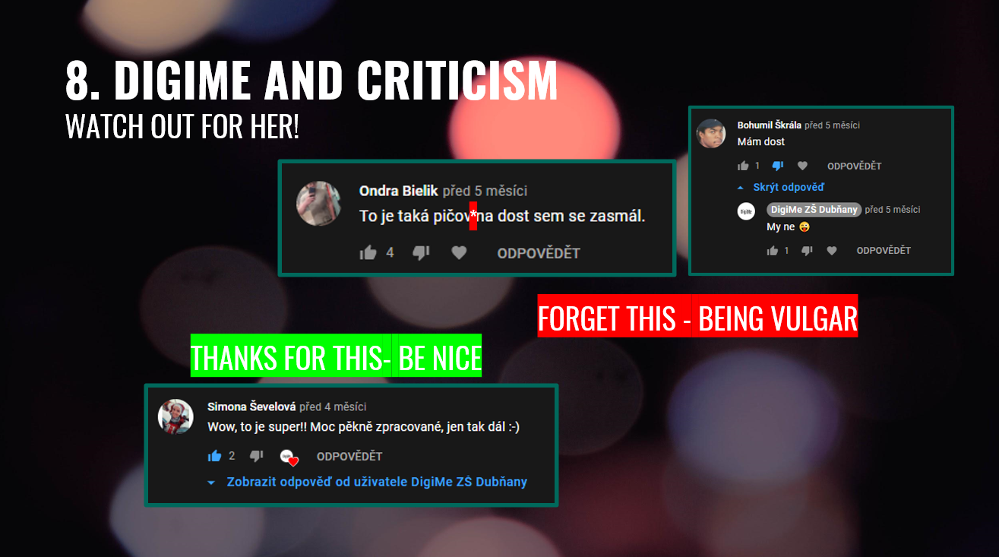 8. DIGIME AND CRITICISM
WATCH OUT FOR HER!
Ondra Bielik před 5 měsíci
To je taká pičov*na dost sem se zasmál.
4 ODPOVĚDĚT
Bohumil Škrála před 5 měsíci
Mám dost
1 ODPOVĚDĚT
Skrýt odpověď
DigiMe ZŠ Dubňany před 5 měsíci
My ne 😜
1 ODPOVĚDĚT
FORGET THIS - BEING VULGAR
THANKS FOR THIS- BE NICE
Simona Ševelová před 4 měsíci
Wow, to je super!! Moc pěkně zpracované, jen tak dál :-)
2 ODPOVĚDĚT
Zobrazit odpověď od uživatele DigiMe ZŠ Dubňany